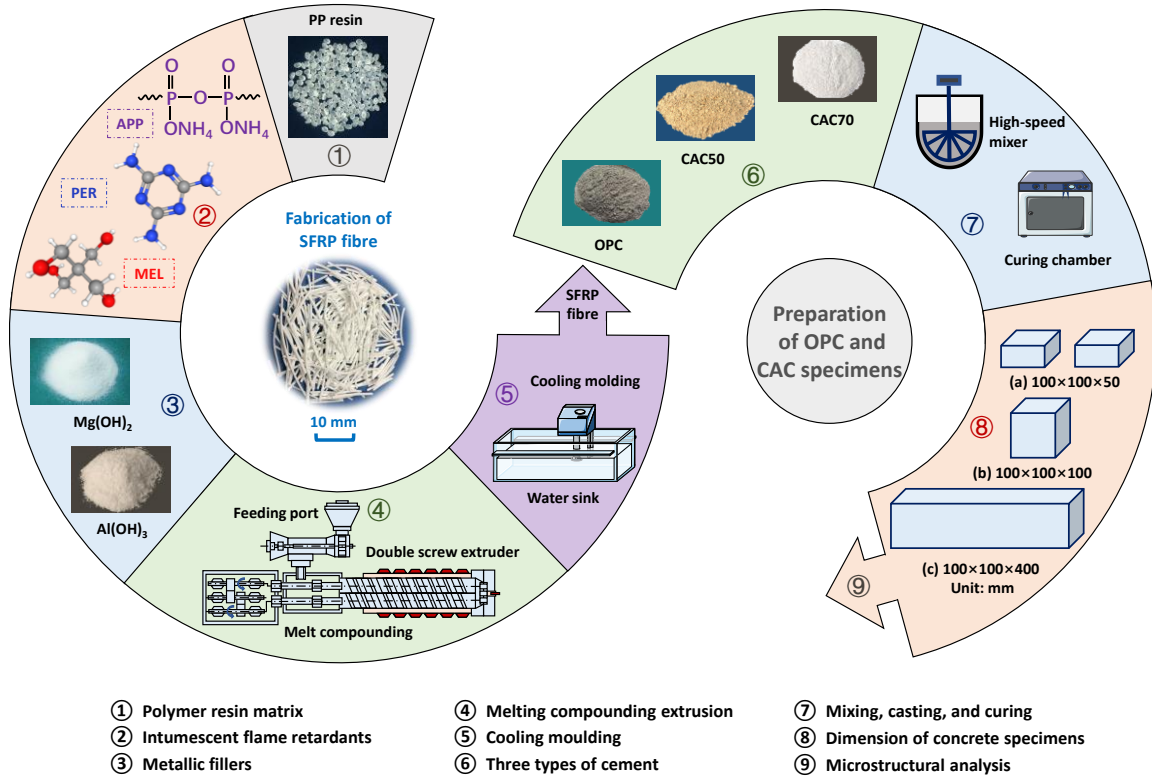 PP resin
①
O O
P O P
ONH4 ONH4
APP
PER
②
MEL
Mg(OH)2
③
Al(OH)3
Fabrication of
SFRP fibre
10 mm
Feeding port
④
Double screw extruder
Melt compounding
⑤
Cooling molding
Water sink
SFRP
fibre
OPC
CAC50
CAC70
⑥
High-speed
mixer
⑦
Curing chamber
Preparation
of OPC and
CAC specimens
(a) 100×100×50
⑧
(b) 100×100×100
(c) 100×100×400
Unit: mm
⑨
① Polymer resin matrix
② Intumescent flame retardants
③ Metallic fillers
④ Melting compounding extrusion
⑤ Cooling moulding
⑥ Three types of cement
⑦ Mixing, casting, and curing
⑧ Dimension of concrete specimens
⑨ Microstructural analysis